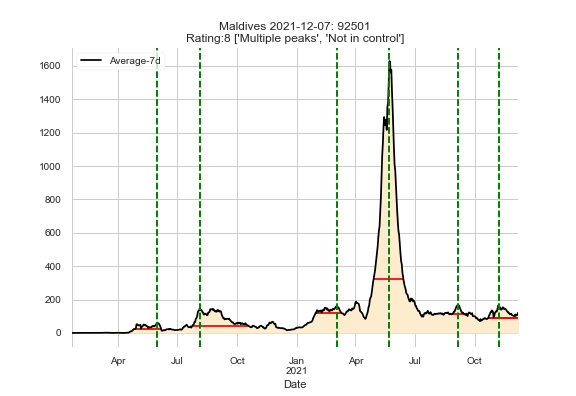 Maldives 2021-12-07: 92501
Rating:8 ['Multiple peaks', 'Not in control']
Average-7d
1600
1400
1200
1000
800
600
400
200
0
Apr Jul Oct Jan Apr Jul Oct
2021
Date